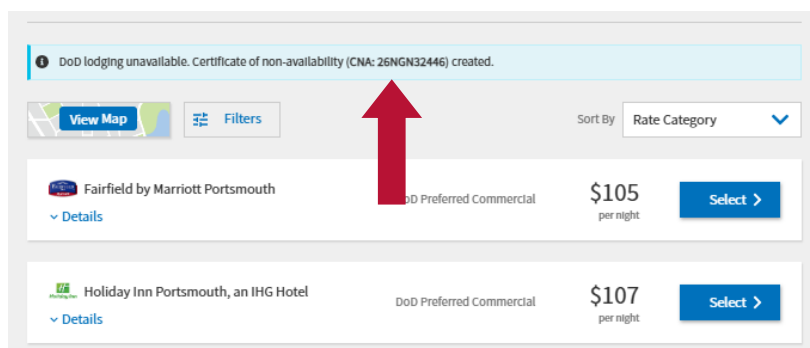 DoD lodging unavailable. Certificate of non-availability (CNA: 26NGN32446) created.
View Map
Filters
Sort By
Rate Category
Fairfield by Marriott Portsmouth
Details
DoD Preferred Commercial
$105
per night
Select
Holiday Inn Portsmouth, an IHG Hotel
Details
DoD Preferred Commercial
$107
per night
Select